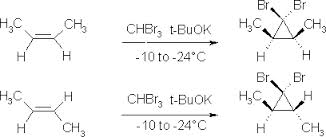 Br Br
H3C CHBr3 t-BuOK H3C CH3
H H -10 to -24°C H H
Br Br
H3C H CHBr3 t-BuOK H3C H
H CH3 -10 to -24°C H CH3